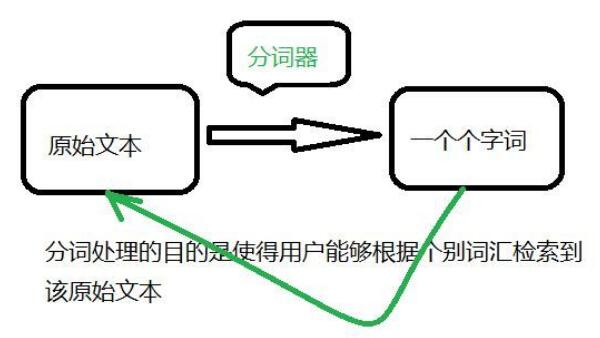 分词器
原始文本
一个个字词
分词处理的目的是使得用户能够根据个别词汇检索到
该原始文本